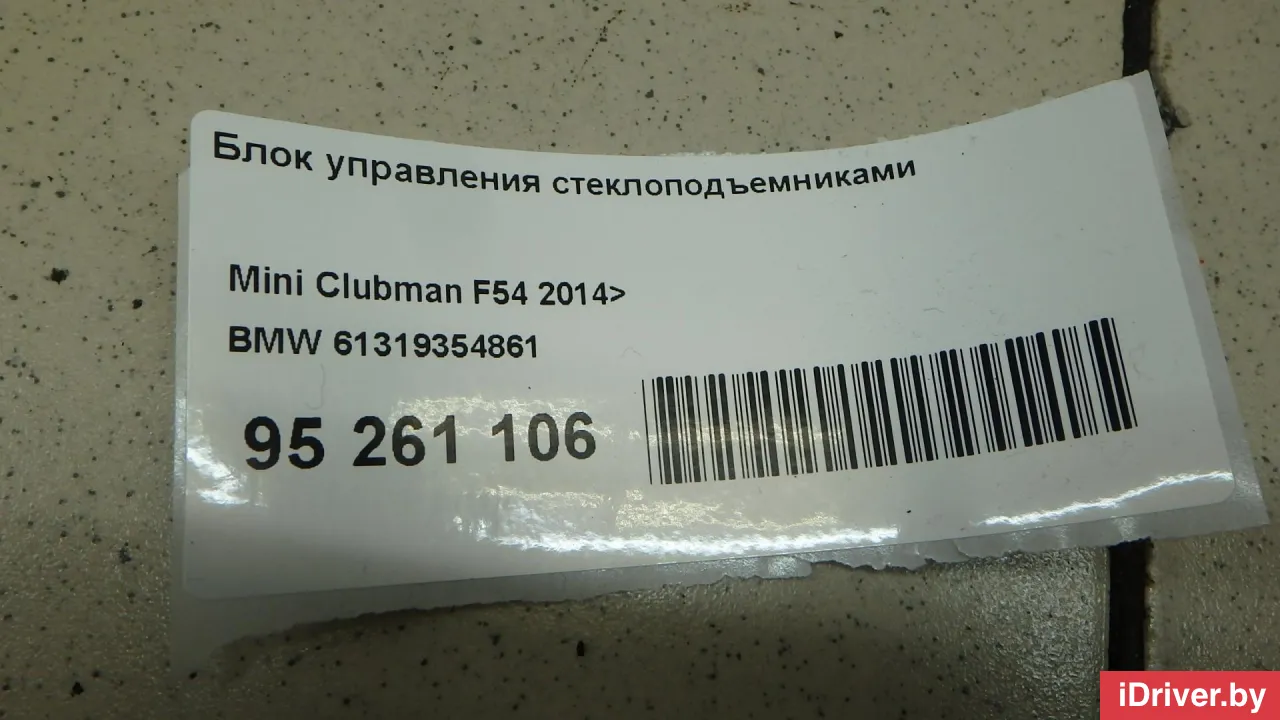 Блок управления стеклоподъемниками
Mini Clubman F54 2014>
BMW 61319354861
95 261 106
iDriver.by